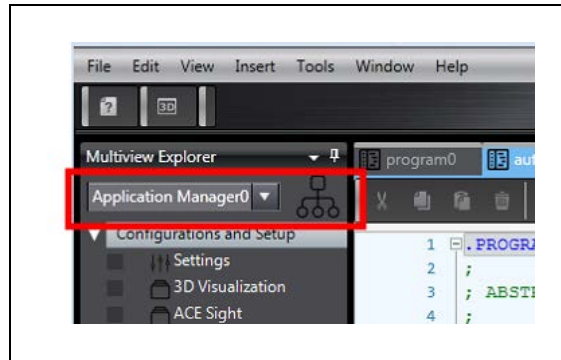 File Edit View Insert Tools Window Help
? 3D
Multiview Explorer
program0
Application Manager0
Configurations and Setup
Settings
3D Visualization
ACE Sight
1 .PROGRA
2 ;
3 ; ABST
4 ;